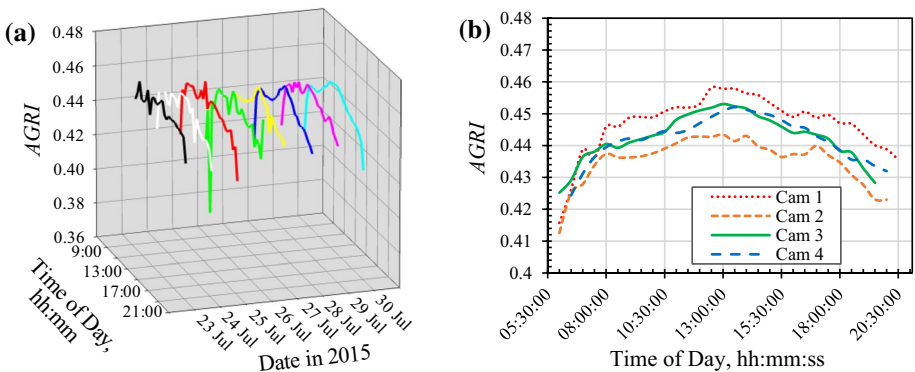 (a)
0.48
0.46
0.44
0.42
0.40
0.38
0.36
AGRI
9:00
13:00
17:00
21:00
Time of Day,
hh:mm
23 Jul
24 Jul
25 Jul
26 Jul
27 Jul
28 Jul
29 Jul
30 Jul
Date in 2015
(b)
0.48
0.47
0.46
0.45
0.44
0.43
0.42
0.41
0.4
AGRI
Cam 1
Cam 2
Cam 3
Cam 4
05:30:00
08:00:00
10:30:00
13:00:00
15:30:00
18:00:00
20:30:00
Time of Day, hh:mm:ss